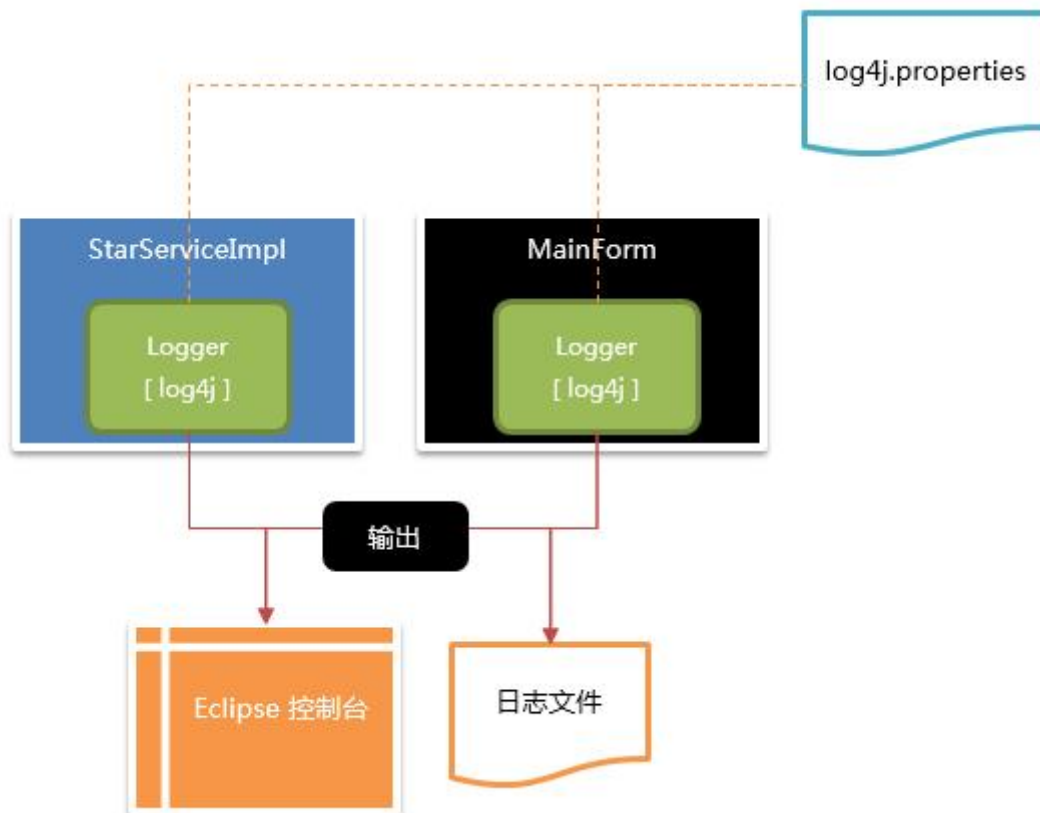 log4j.properties
StarServiceImpl
MainForm
Logger
[ log4j ]
Logger
[ log4j ]
输出
Eclipse 控制台
日志文件